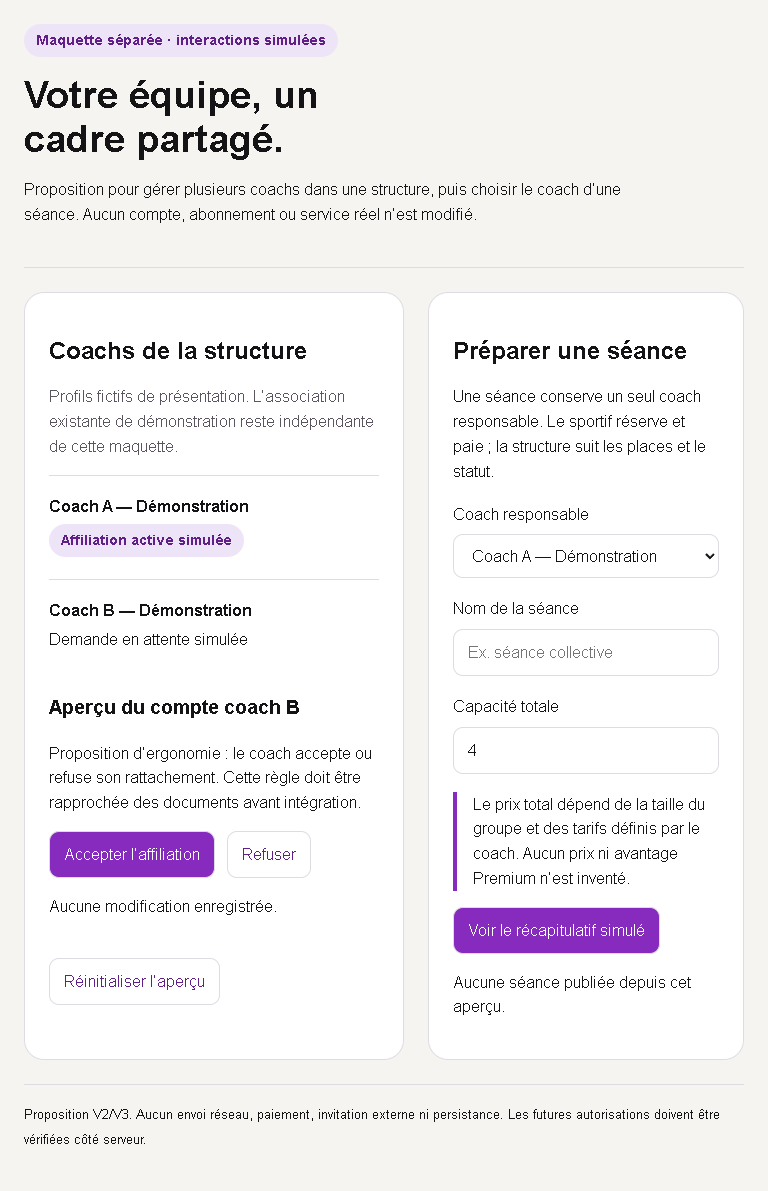 Maquette séparée · interactions simulées
Votre équipe, un
cadre partagé.
Proposition pour gérer plusieurs coachs dans une structure, puis choisir le coach d’une
séance. Aucun compte, abonnement ou service réel n’est modifié.
Coachs de la structure
Profils fictifs de présentation. L’association
existante de démonstration reste indépendante
de cette maquette.
Coach A — Démonstration
Affiliation active simulée
Coach B — Démonstration
Demande en attente simulée
Aperçu du compte coach B
Proposition d’ergonomie : le coach accepte ou
refuse son rattachement. Cette règle doit être
rapprochée des documents avant intégration.
Accepter l’affiliation
Refuser
Aucune modification enregistrée.
Réinitialiser l’aperçu
Préparer une séance
Une séance conserve un seul coach
responsable. Le sportif réserve et
paie ; la structure suit les places et le
statut.
Coach responsable
Coach A — Démonstration
Nom de la séance
Ex. séance collective
Capacité totale
4
Le prix total dépend de la taille du
groupe et des tarifs définis par le
coach. Aucun prix ni avantage
Premium n’est inventé.
Voir le récapitulatif simulé
Aucune séance publiée depuis cet
aperçu.
Proposition V2/V3. Aucun envoi réseau, paiement, invitation externe ni persistance. Les futures autorisations doivent être
vérifiées côté serveur.